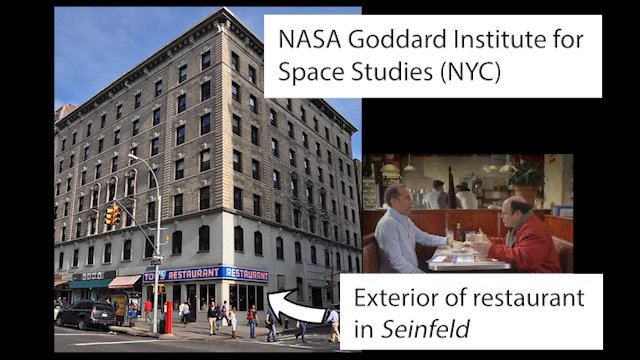 NASA Goddard Institute for
Space Studies (NYC)
TOM'S RESTAURANT
RESTAURANT
Exterior of restaurant
in Seinfeld